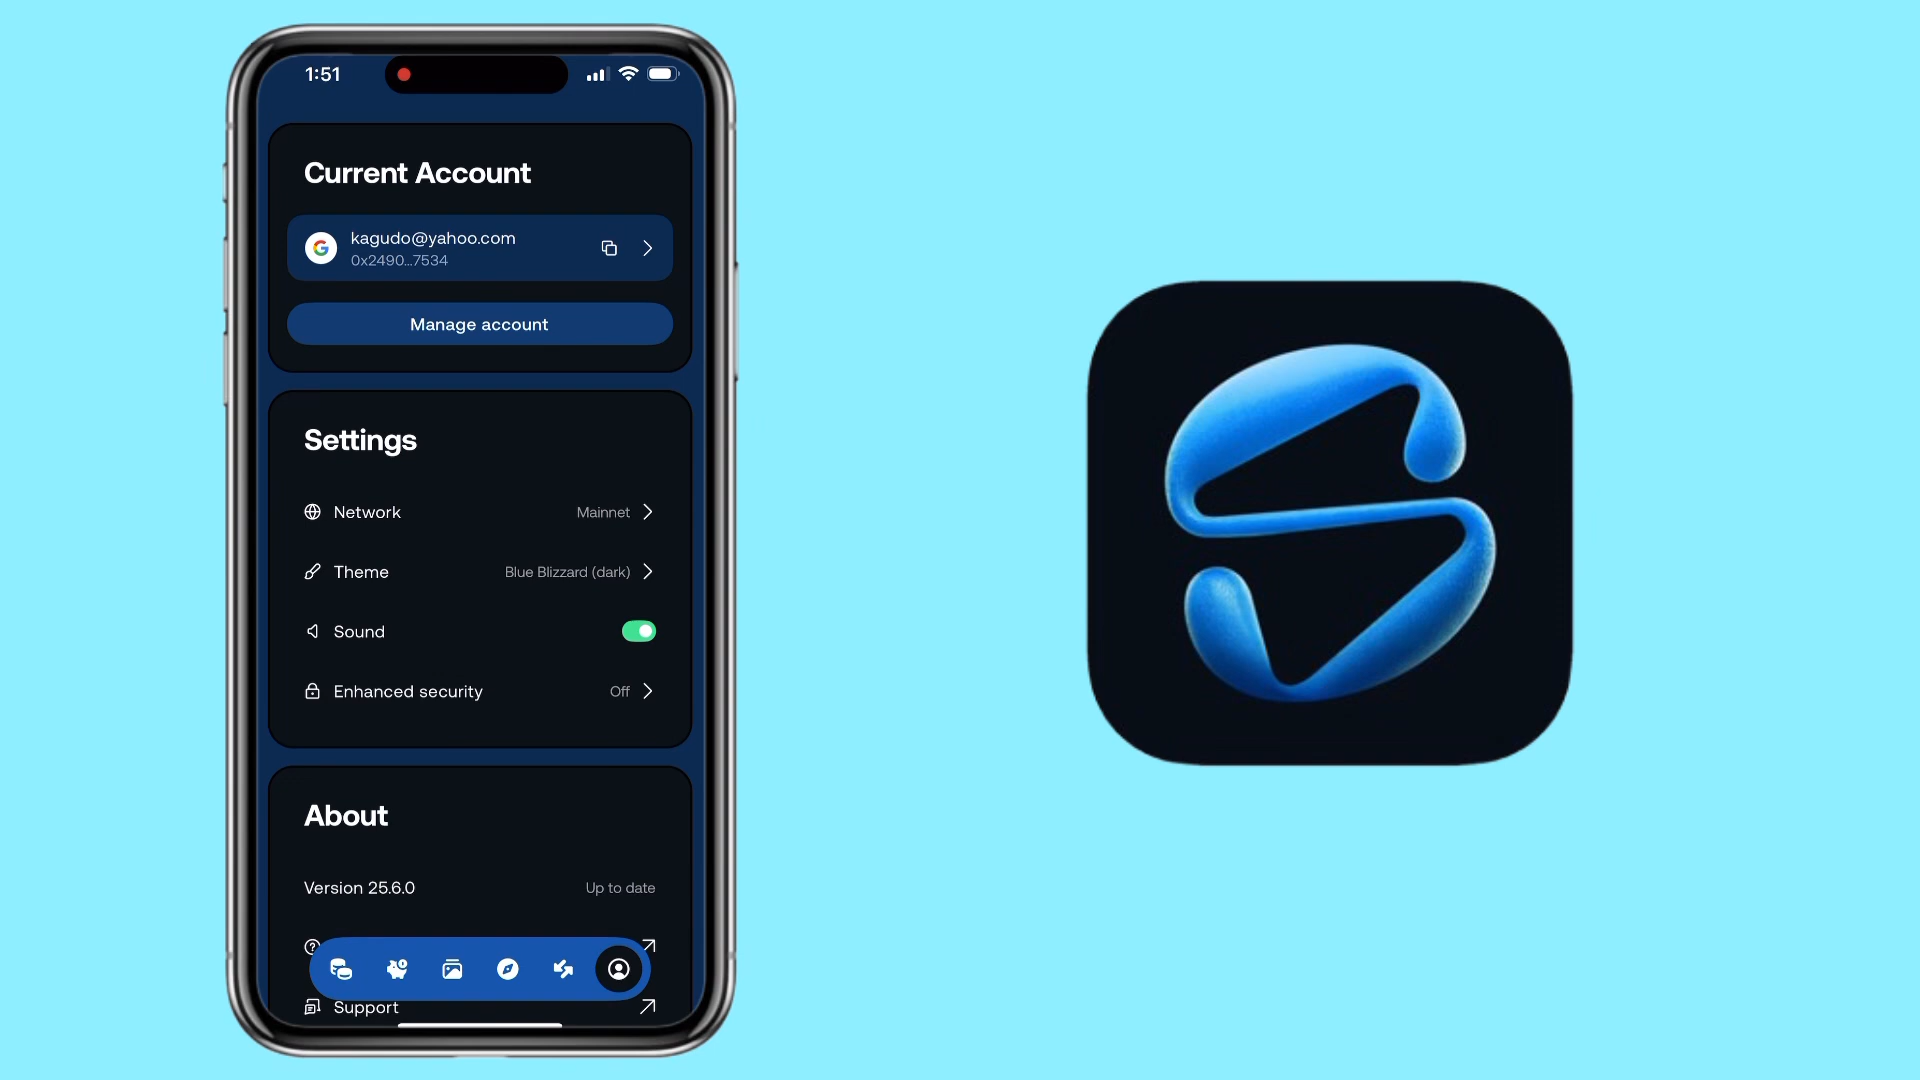 1:51
Current Account
kagudo@yahoo.com
0x2490...7534
Manage account
Settings
Network Mainnet
Theme Blue Blizzard (dark)
Sound
Enhanced security Off
About
Version 25.6.0 Up to date
Support